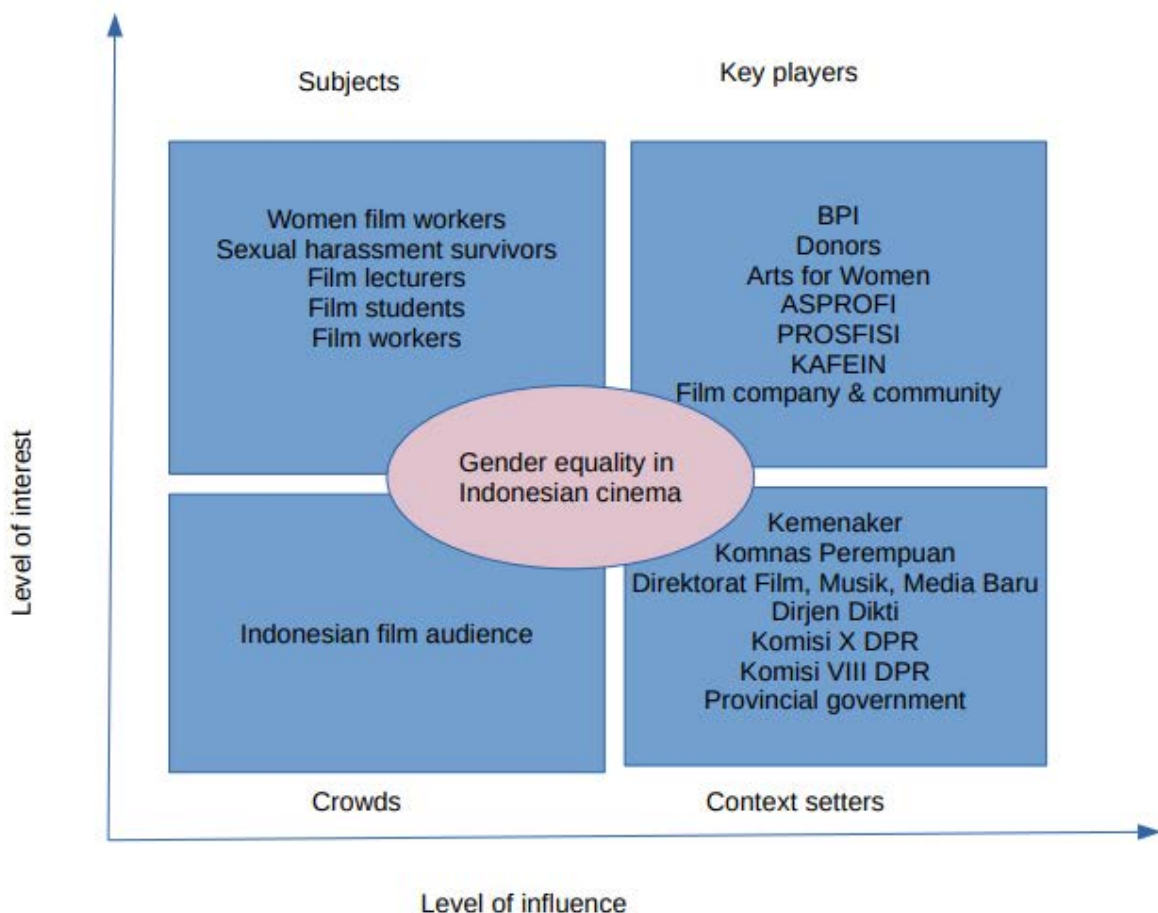 Subjects
Key players
Women film workers
Sexual harassment survivors
Film lecturers
Film students
Film workers
BPI
Donors
Arts for Women
ASPROFI
PROSFISI
KAFEIN
Film company & community
Level of interest
Gender equality in
Indonesian cinema
Indonesian film audience
Kemenaker
Komnas Perempuan
Direktorat Film, Musik, Media Baru
Dirjen Dikti
Komisi X DPR
Komisi VIII DPR
Provincial government
Crowds
Context setters
Level of influence